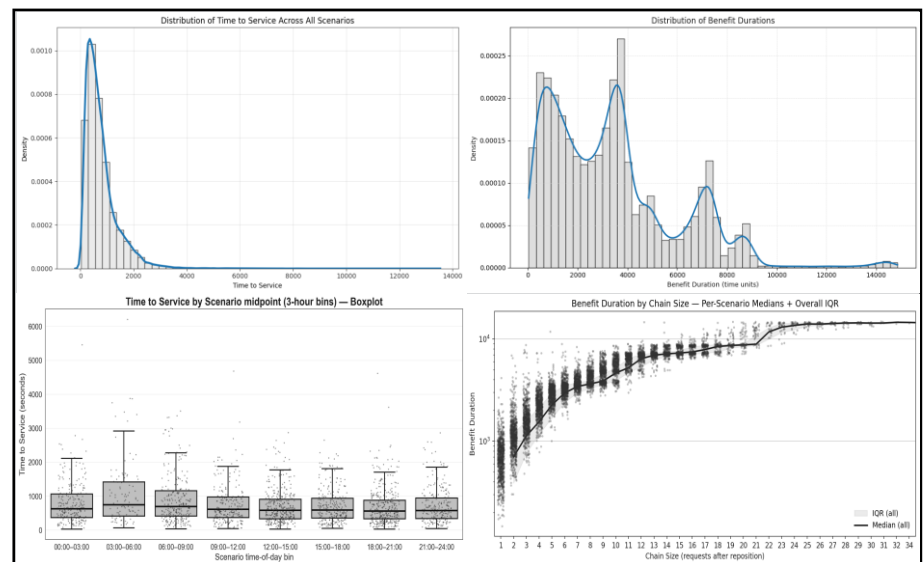 Distribution of Time to Service Across All Scenarios
0.0010
0.0008
0.0006
0.0004
0.0002
0.0000
Density
0 2000 4000 6000 8000 10000 12000 14000
Time to Service
Distribution of Benefit Durations
0.00025
0.00020
0.00015
0.00010
0.00005
0.00000
Density
0 2000 4000 6000 8000 10000 12000 14000
Benefit Duration (time units)
Time to Service by Scenario midpoint (3-hour bins) — Boxplot
6000
5000
4000
3000
2000
1000
0
Time to Service (seconds)
00:00–03:00 03:00–06:00 06:00–09:00 09:00–12:00 12:00–15:00 15:00–18:00 18:00–21:00 21:00–24:00
Scenario time-of-day bin
Benefit Duration by Chain Size — Per-Scenario Medians + Overall IQR
10⁴
10³
Benefit Duration
IQR (all)
Median (all)
1 2 3 4 5 6 7 8 9 10 11 12 13 14 15 16 17 18 19 20 21 22 23 24 25 26 27 28 29 30 31 32 34
Chain Size (requests after reposition)